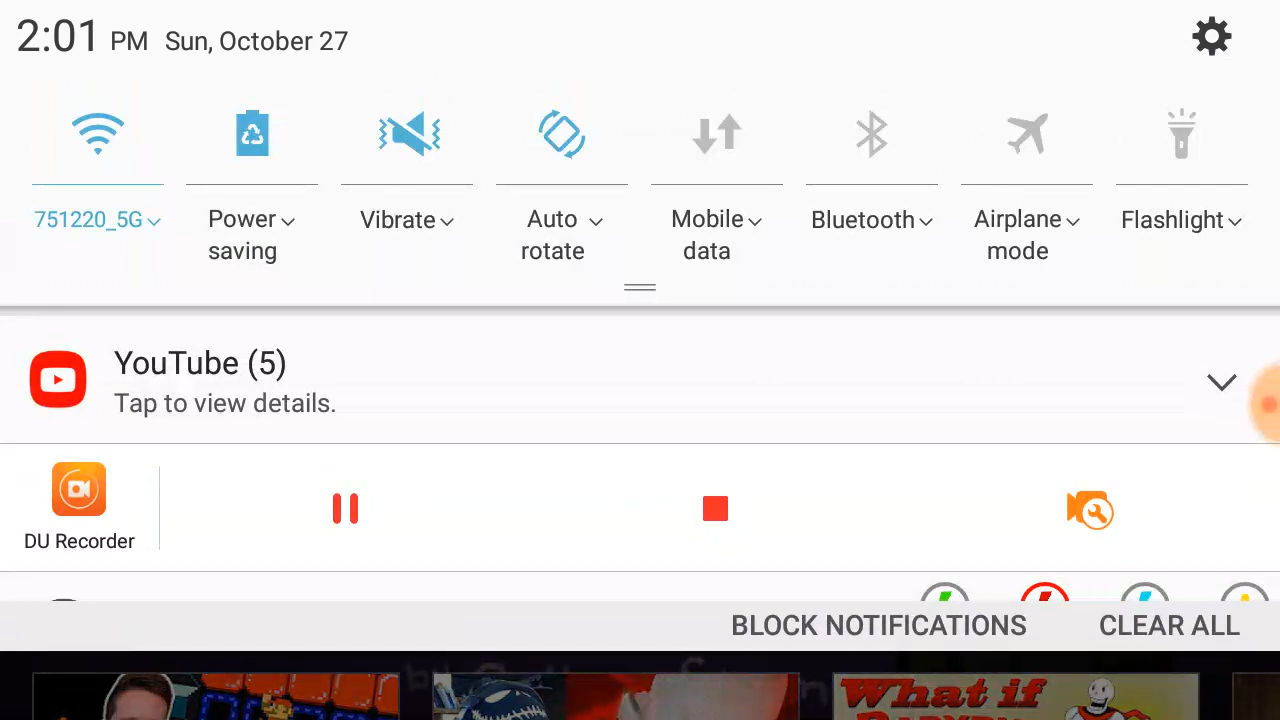 2:01 PM Sun, October 27
751220_5G
Power saving
Vibrate
Auto rotate
Mobile data
Bluetooth
Airplane mode
Flashlight
YouTube (5)
Tap to view details.
DU Recorder
BLOCK NOTIFICATIONS CLEAR ALL
What if